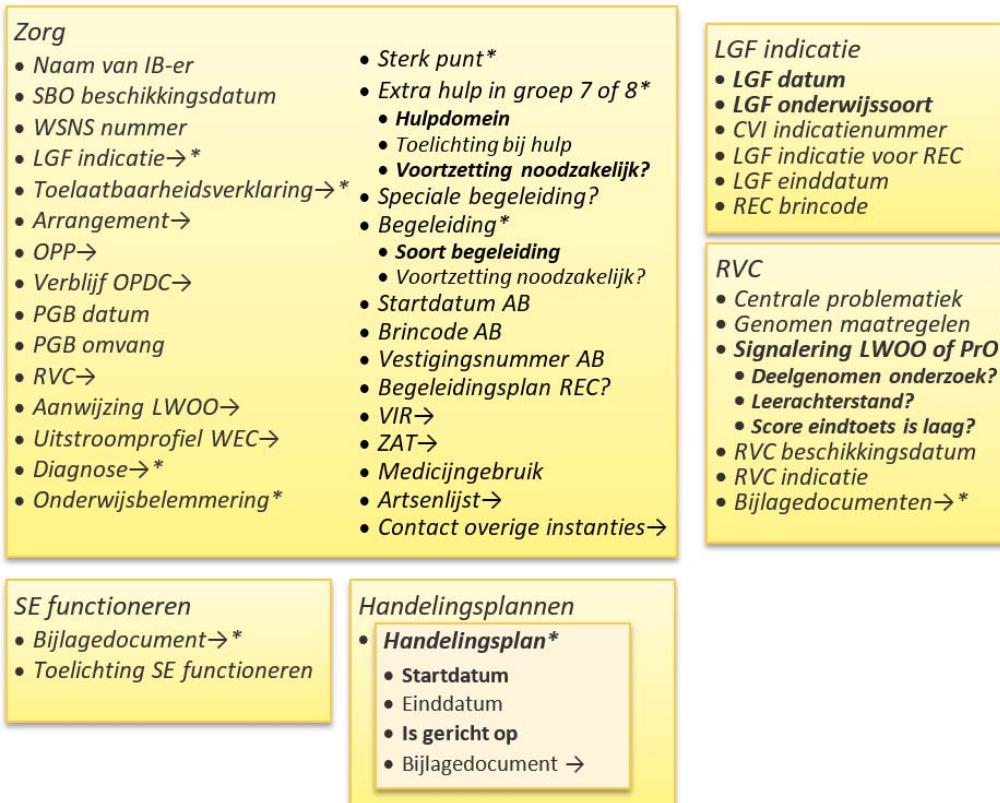 Zorg
• Naam van IB-er
• SBO beschikkingsdatum
• WSNS nummer
• LGF indicatie→*
• Toelaatbaarheidsverklaring→*
• Arrangement→
• OPP→
• Verblijf OPDC→
• PGB datum
• PGB omvang
• RVC→
• Aanwijzing LWOO→
• Uitstroomprofiel WEC→
• Diagnose→*
• Onderwijsbelemmering*
• Sterk punt*
• Extra hulp in groep 7 of 8*
• Hulpdomein
• Toelichting bij hulp
• Voortzetting noodzakelijk?
• Speciale begeleiding?
• Begeleiding*
• Soort begeleiding
• Voortzetting noodzakelijk?
• Startdatum AB
• Brincode AB
• Vestigingsnummer AB
• Begeleidingsplan REC?
• VIR→
• ZAT→
• Medicijngebruik
• Artsenlijst→
• Contact overige instanties→
LGF indicatie
• LGF datum
• LGF onderwijssoort
• CVI indicatienummer
• LGF indicatie voor REC
• LGF einddatum
• REC brincode
RVC
• Centrale problematiek
• Genomen maatregelen
• Signalering LWOO of PrO
• Deelgenomen onderzoek?
• Leerachterstand?
• Score eindtoets is laag?
• RVC beschikkingsdatum
• RVC indicatie
• Bijlagedocumenten→*
SE functioneren
• Bijlagedocument→*
• Toelichting SE functioneren
Handelingsplannen
• Handelingsplan*
• Startdatum
• Einddatum
• Is gericht op
• Bijlagedocument →